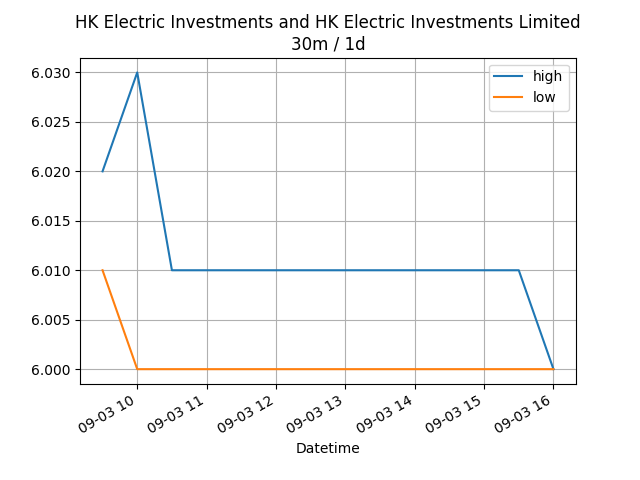 HK Electric Investments and HK Electric Investments Limited
30m / 1d
high
low
6.030
6.025
6.020
6.015
6.010
6.005
6.000
09-03 10
09-03 11
09-03 12
09-03 13
09-03 14
09-03 15
09-03 16
Datetime